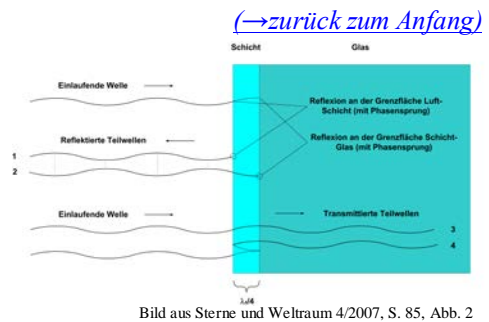 (→zurück zum Anfang)
Schicht Glas
Einlaufende Welle
Reflexion an der Grenzfläche Luft-
Schicht (mit Phasensprung)
Reflektierte Teilwellen
Reflexion an der Grenzfläche Schicht-
Glas (mit Phasensprung)
1
2
Einlaufende Welle
Transmittierte Teilwellen
3
4
Bild aus Sterne und Weltraum 4/2007, S. 85, Abb. 2